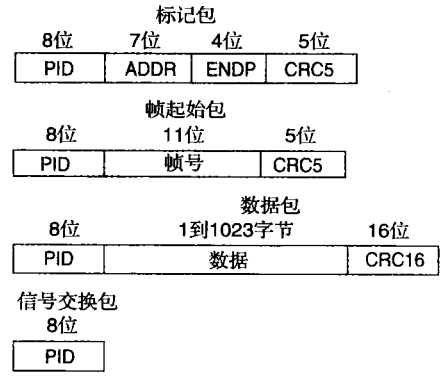 标记包
8位 7位 4位 5位
PID ADDR ENDP CRC5
帧起始包
8位 11位 5位
PID 帧号 CRC5
数据包
8位 1到1023字节 16位
PID 数据 CRC16
信号交换包
8位
PID